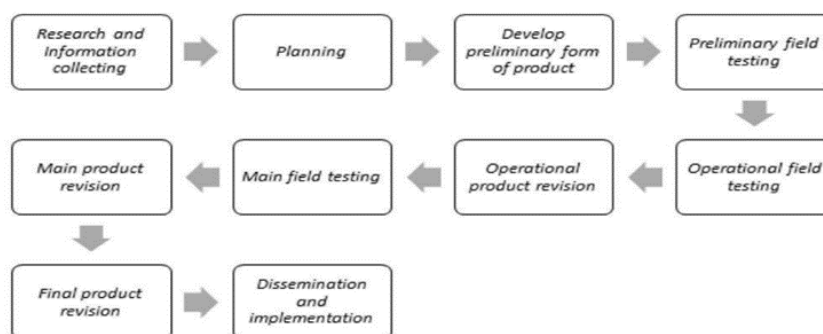 Research and
Information
collecting
Planning
Develop
preliminary form
of product
Preliminary field
testing
Operational field
testing
Operational
product revision
Main field testing
Main product
revision
Final product
revision
Dissemination
and
implementation